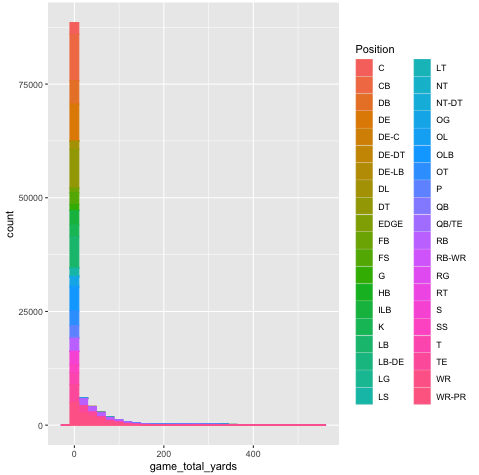 count
75000
50000
25000
0
0
200
400
game_total_yards
Position
C
CB
DB
DE
DE-C
DE-DT
DE-LB
DL
DT
EDGE
FB
FS
G
HB
ILB
K
LB
LB-DE
LG
LS
LT
NT
NT-DT
OG
OL
OLB
OT
P
QB
QB/TE
RB
RB-WR
RG
RT
S
SS
T
TE
WR
WR-PR